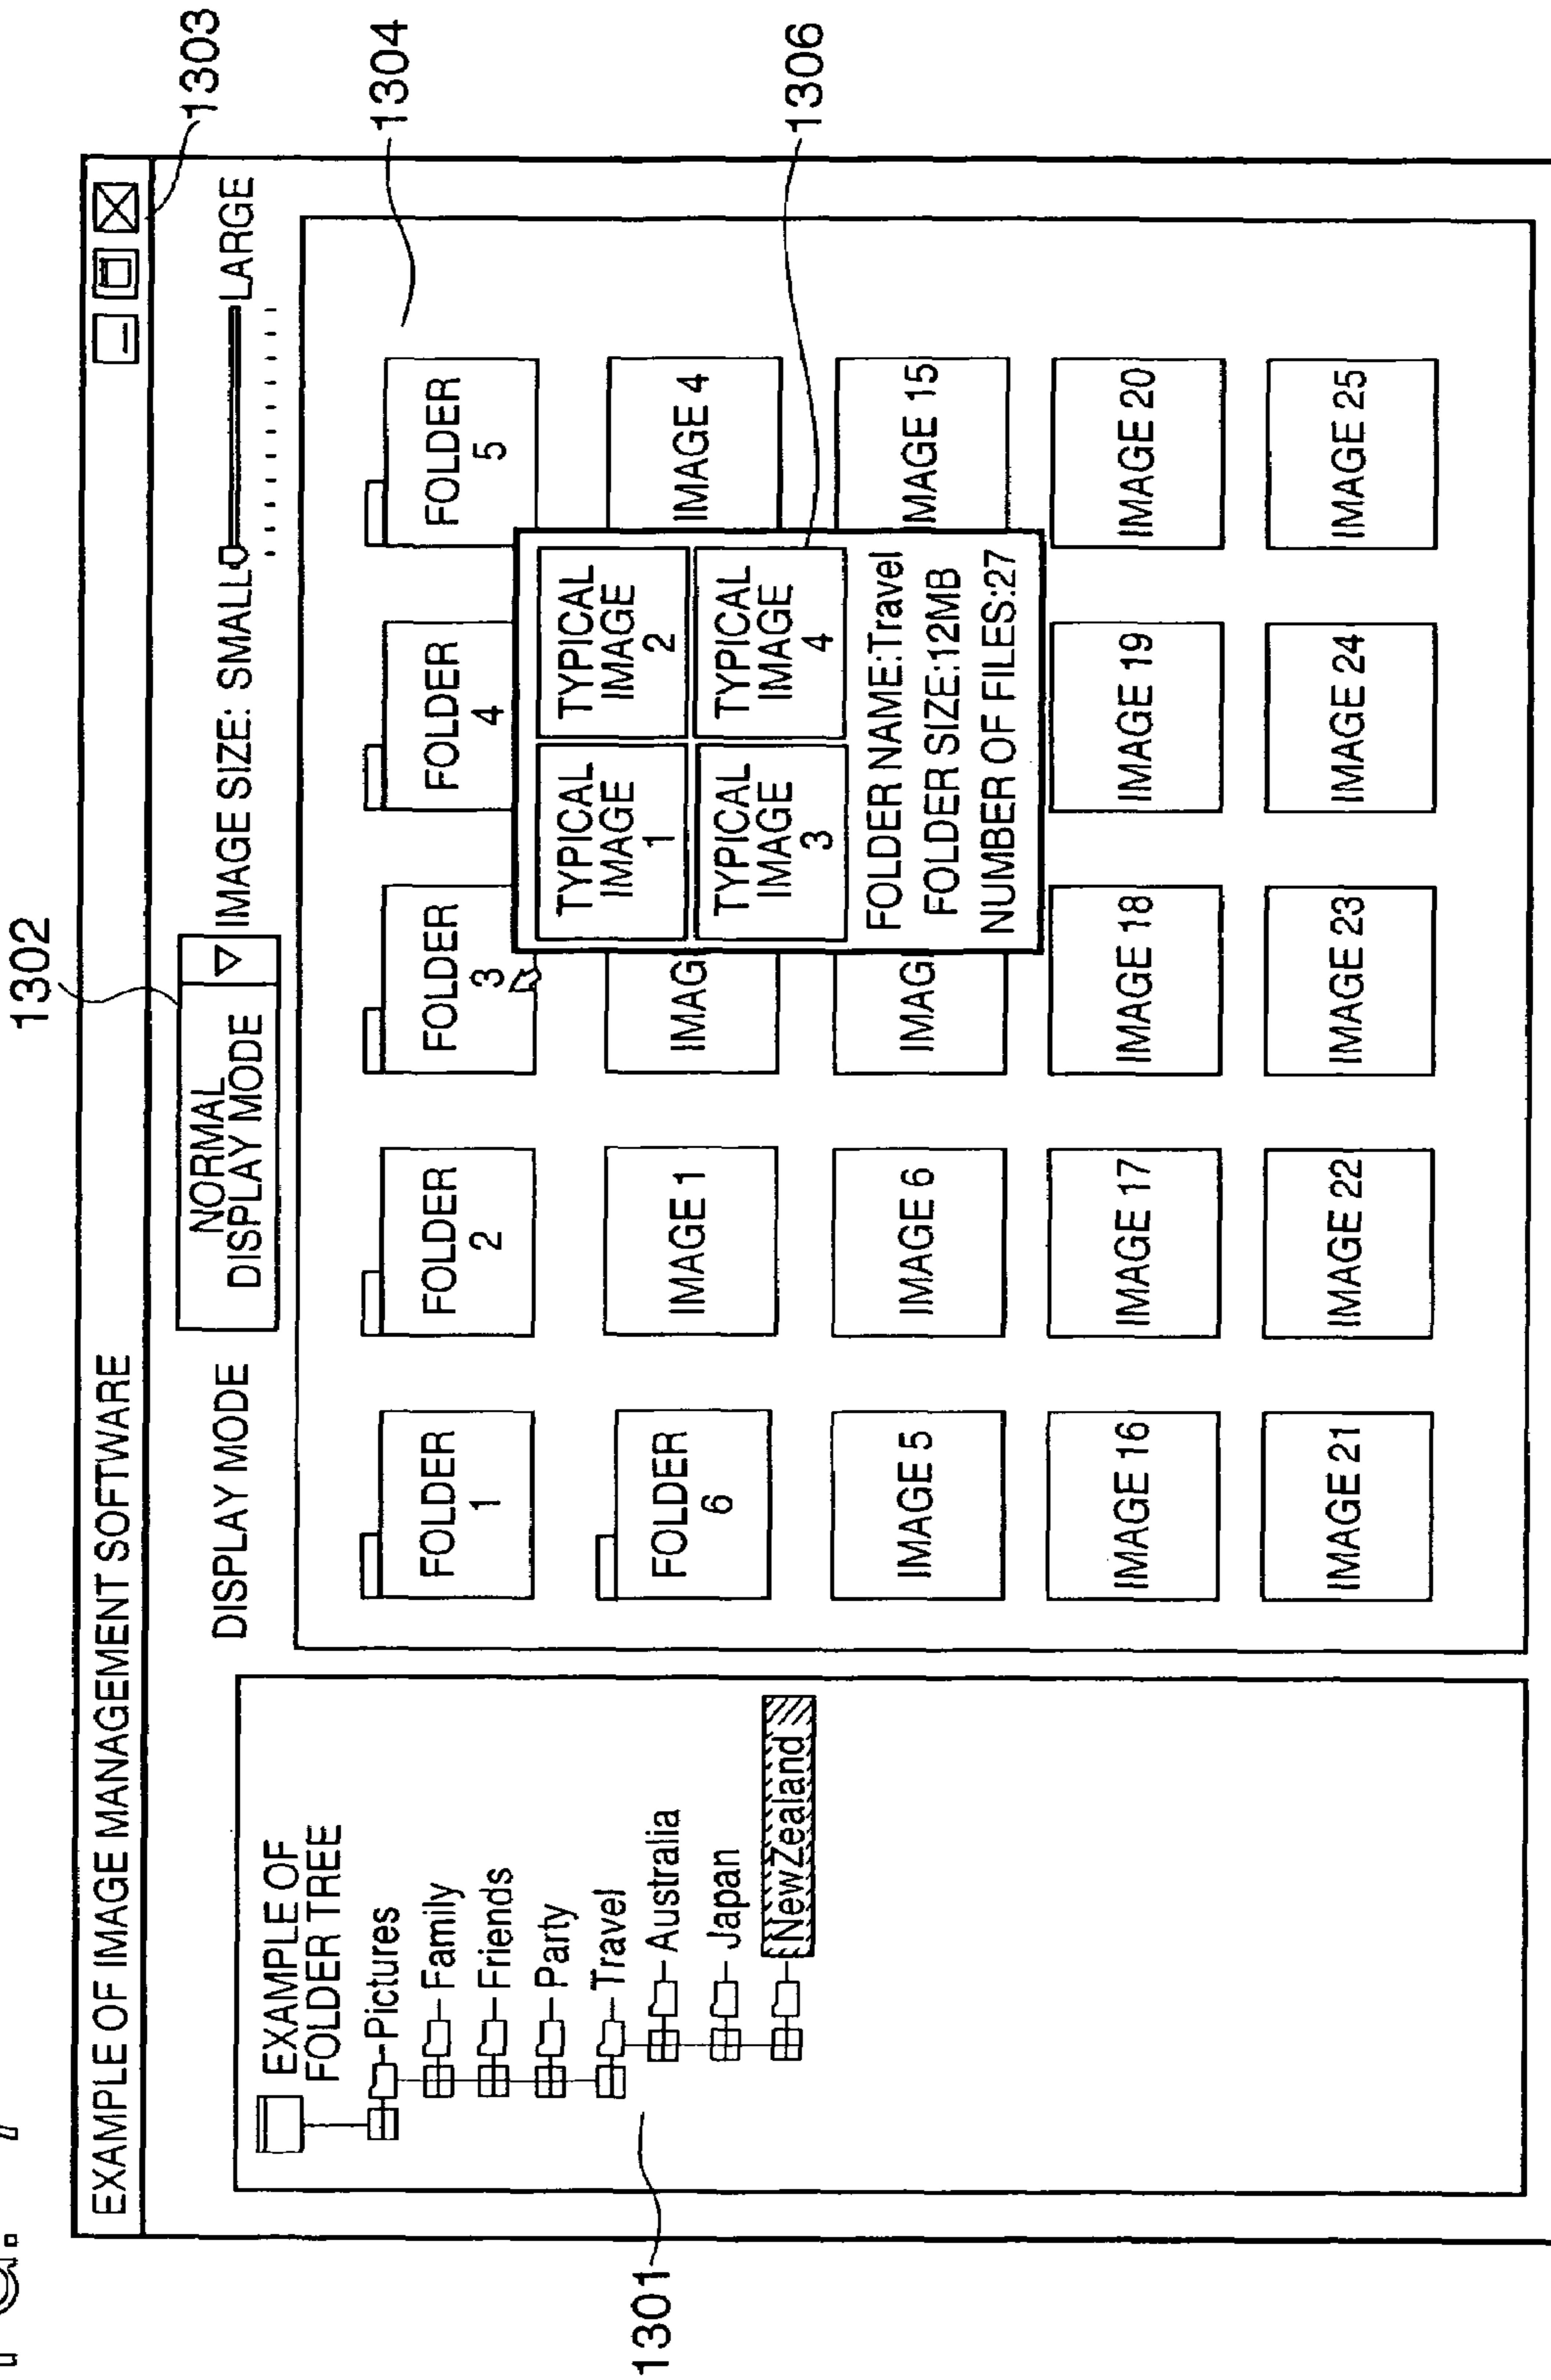 1302
EXAMPLE OF IMAGE MANAGEMENT SOFTWARE
1303
DISPLAY MODE
NORMAL
DISPLAY MODE
IMAGE SIZE: SMALL
LARGE
1304
1306
1301
EXAMPLE OF
FOLDER TREE
Pictures
Family
Friends
Party
Travel
Australia
Japan
NewZealand
FOLDER
1
FOLDER
2
FOLDER
3
FOLDER
4
FOLDER
5
FOLDER
6
IMAGE 1
IMAG
IMAGE 4
IMAGE 5
IMAGE 6
IMAG
IMAGE 15
TYPICAL
IMAGE
1
TYPICAL
IMAGE
2
TYPICAL
IMAGE
3
TYPICAL
IMAGE
4
FOLDER NAME:Travel
FOLDER SIZE:12MB
NUMBER OF FILES:27
IMAGE 16
IMAGE 17
IMAGE 18
IMAGE 19
IMAGE 20
IMAGE 21
IMAGE 22
IMAGE 23
IMAGE 24
IMAGE 25